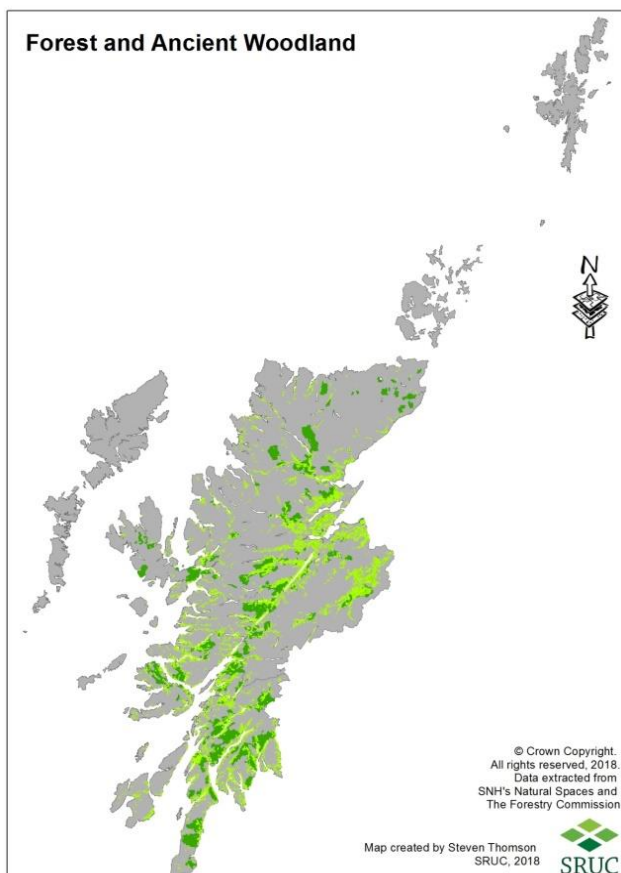 Forest and Ancient Woodland
N
© Crown Copyright.
All rights reserved, 2018.
Data extracted from
SNH's Natural Spaces and
The Forestry Commission
Map created by Steven Thomson
SRUC, 2018
SRUC